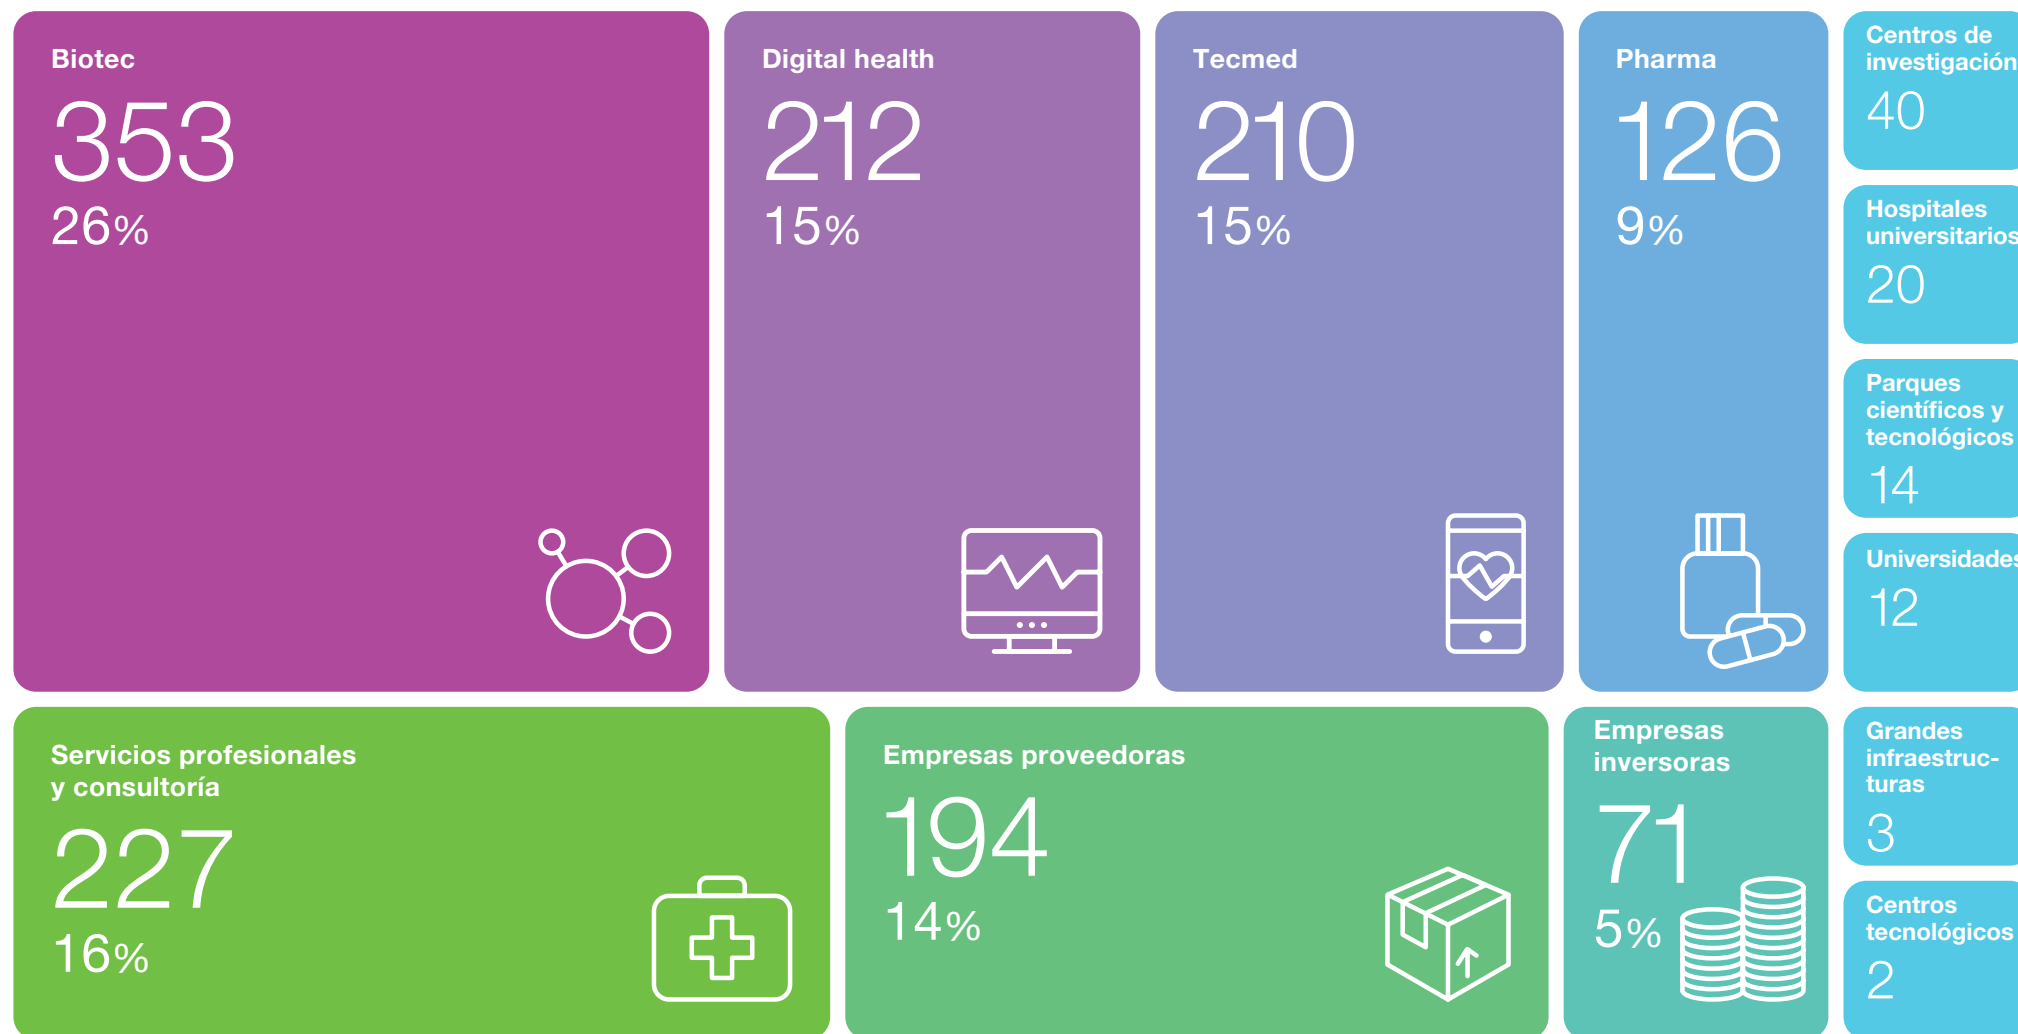 Biotec
353
26%
Digital health
212
15%
Tecmed
210
15%
Pharma
126
9%
Centros de
investigación
40
Hospitales
universitarios
20
Parques
científicos y
tecnológicos
14
Universidades
12
Servicios profesionales
y consultoría
227
16%
Empresas proveedoras
194
14%
Empresas
inversoras
71
5%
Grandes
infraestruc-
turas
3
Centros
tecnológicos
2